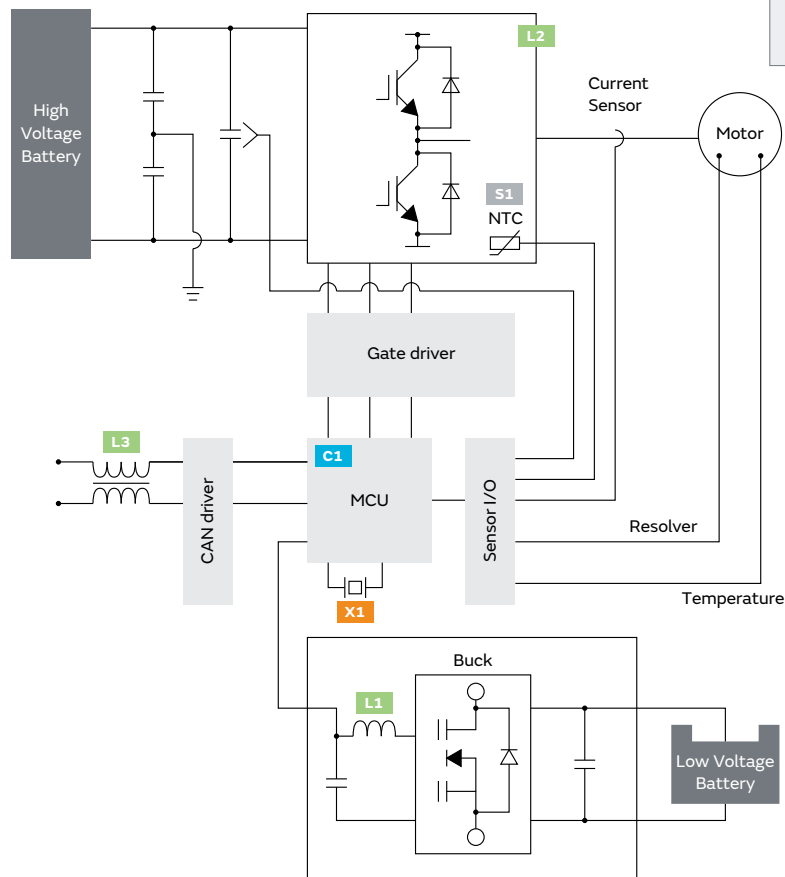 L2
Current
Sensor
High
Voltage
Battery
Motor
S1
NTC
Gate driver
L3
C1
CAN driver
MCU
Sensor I/O
Resolver
X1
Temperature
Buck
L1
Low Voltage
Battery